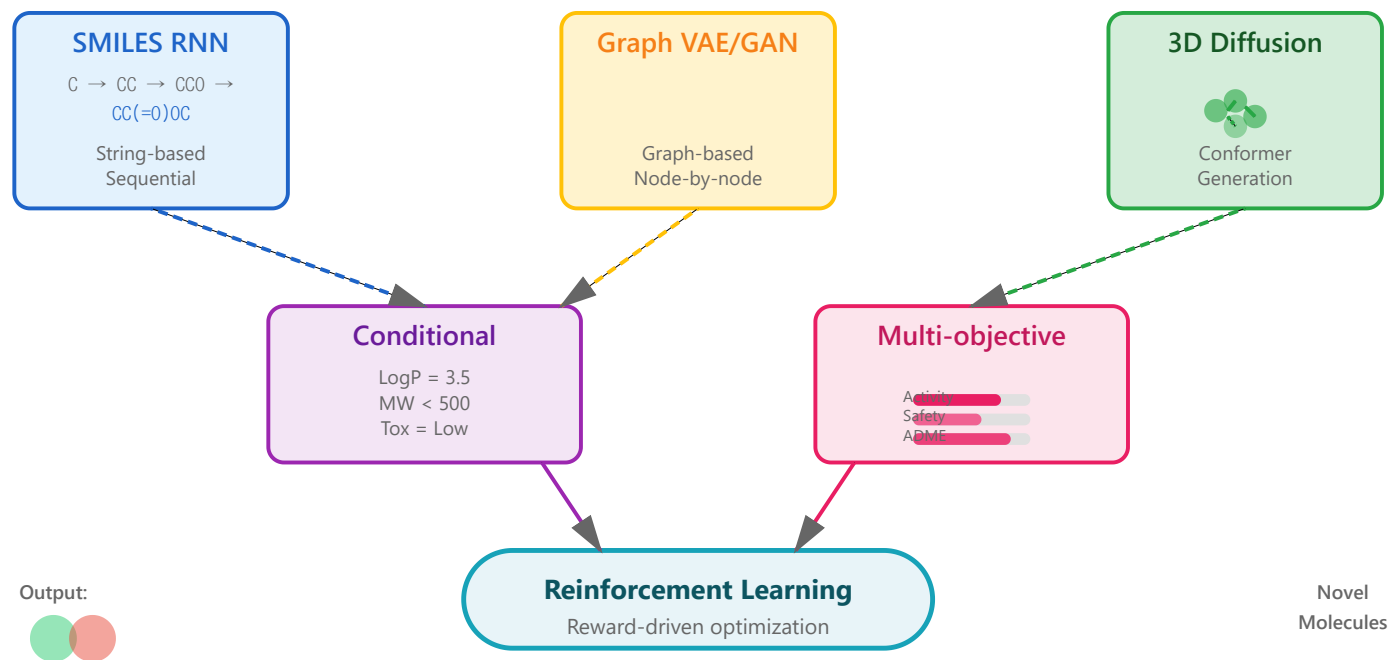 SMILES RNN
C → CC → CCO →
CC(=O)OC
String-based
Sequential
Graph VAE/GAN
Graph-based
Node-by-node
3D Diffusion
Conformer
Generation
Conditional
LogP = 3.5
MW < 500
Tox = Low
Multi-objective
Activity
Safety
ADME
Reinforcement Learning
Reward-driven optimization
Output:
Novel
Molecules